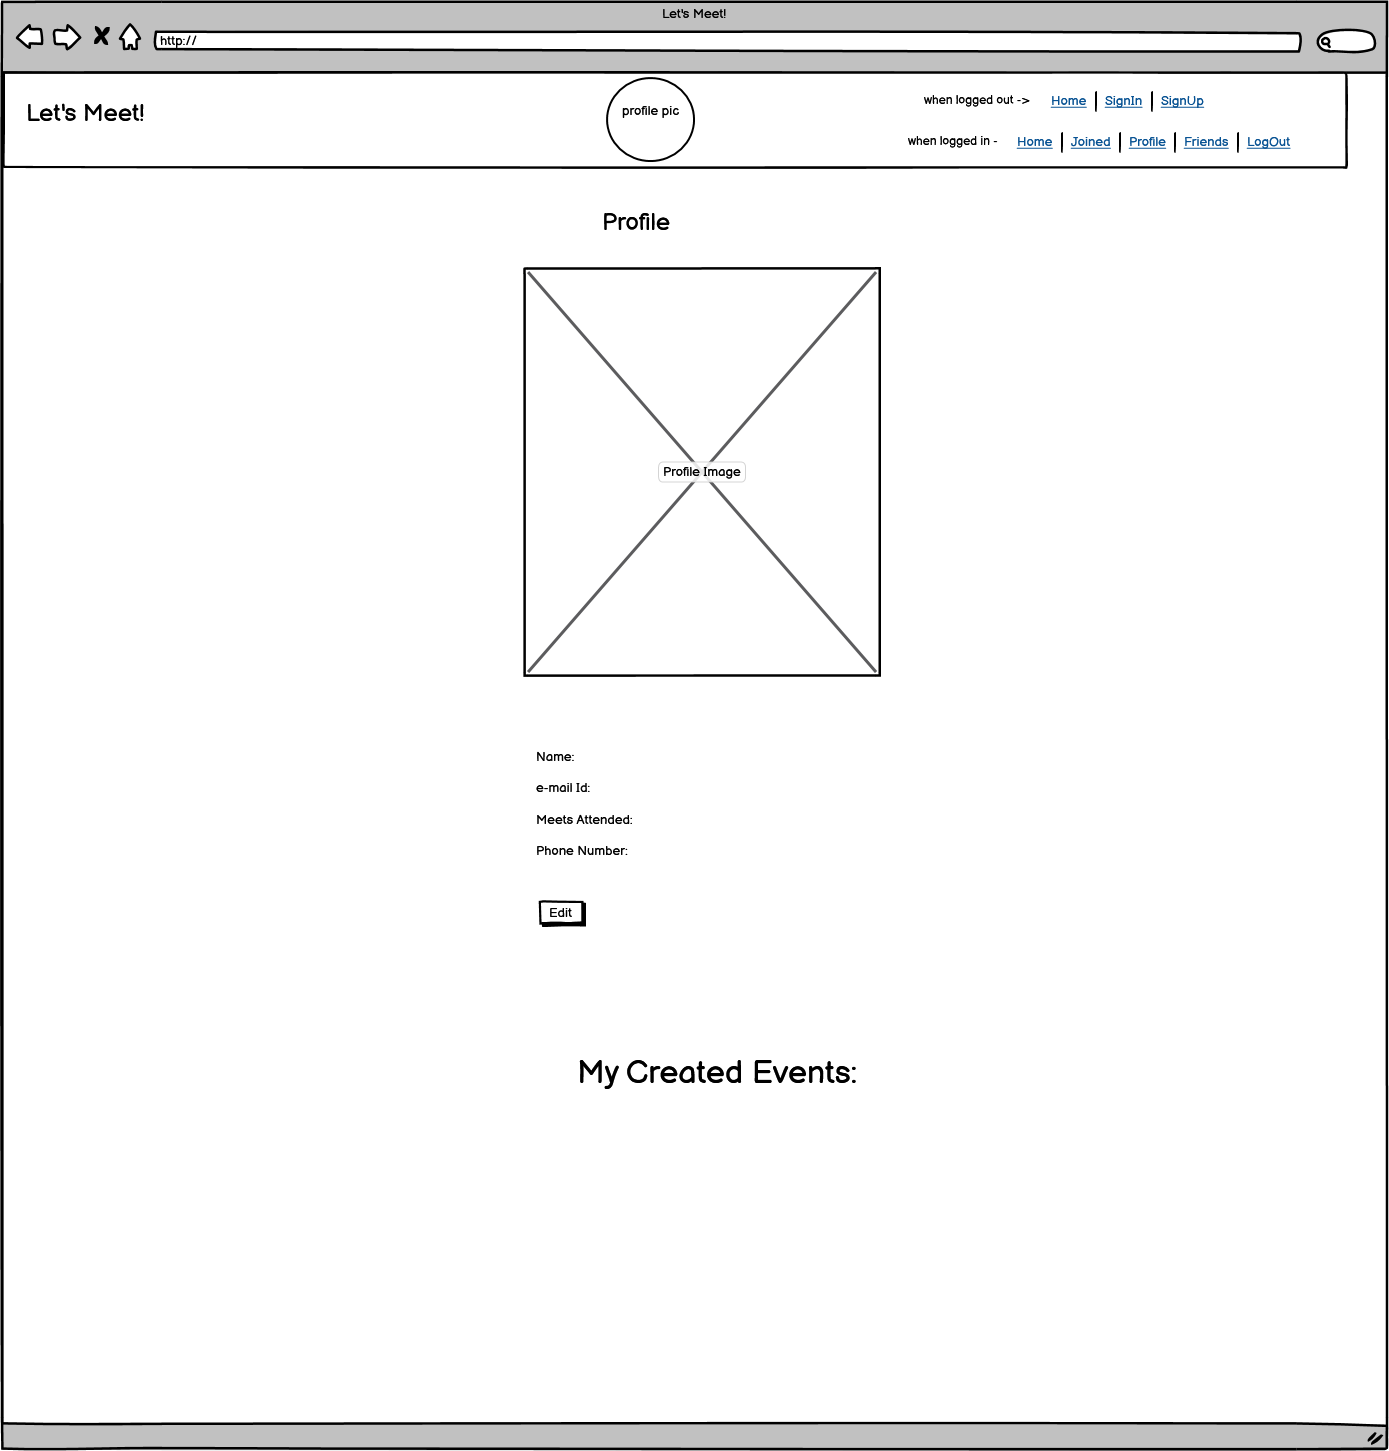 Let's Meet!
http://
Let's Meet!
profile pic
when logged out -> Home SignIn SignUp
when logged in - Home Joined Profile Friends LogOut
Profile
Profile Image
Name:
e-mail Id:
Meets Attended:
Phone Number:
Edit
My Created Events: